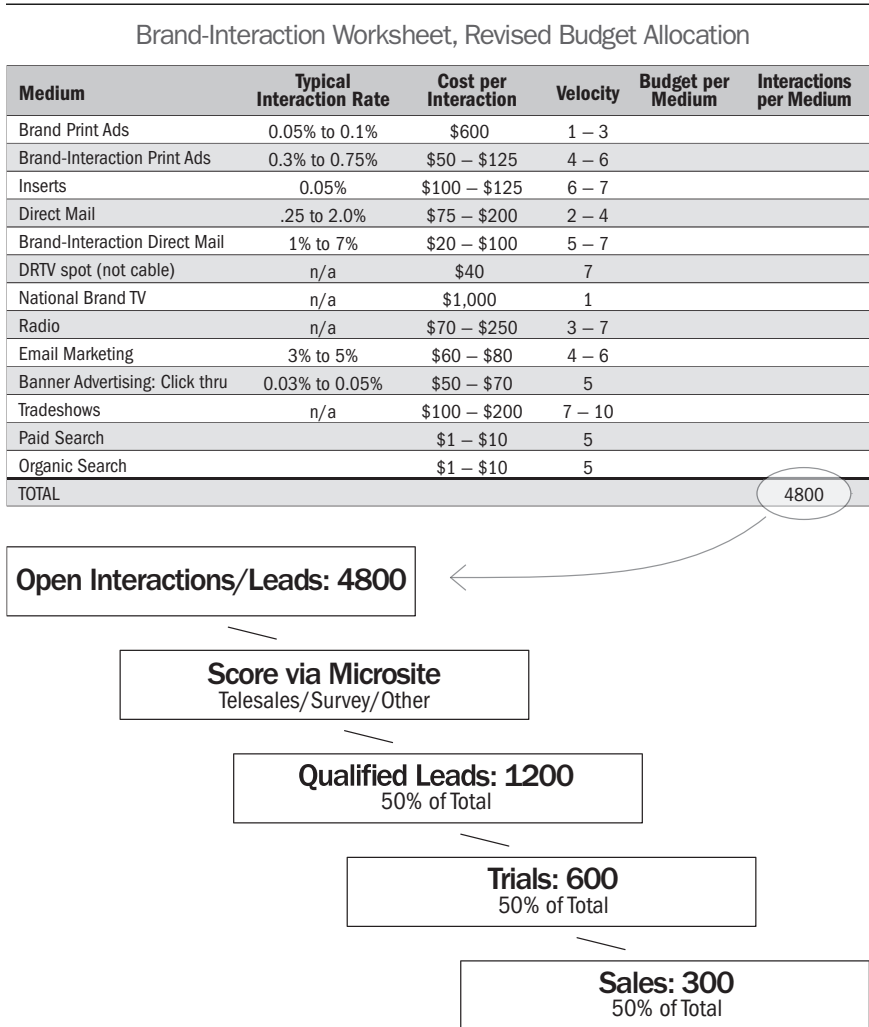 Brand-Interaction Worksheet, Revised Budget Allocation
Medium Typical Interaction Rate Cost per Interaction Velocity Budget per Medium Interactions per Medium
Brand Print Ads 0.05% to 0.1% $600 1 – 3
Brand-Interaction Print Ads 0.3% to 0.75% $50 – $125 4 – 6
Inserts 0.05% $100 – $125 6 – 7
Direct Mail .25 to 2.0% $75 – $200 2 – 4
Brand-Interaction Direct Mail 1% to 7% $20 – $100 5 – 7
DRTV spot (not cable) n/a $40 7
National Brand TV n/a $1,000 1
Radio n/a $70 – $250 3 – 7
Email Marketing 3% to 5% $60 – $80 4 – 6
Banner Advertising: Click thru 0.03% to 0.05% $50 – $70 5
Tradeshows n/a $100 – $200 7 – 10
Paid Search $1 – $10 5
Organic Search $1 – $10 5
TOTAL 4800
Open Interactions/Leads: 4800
Score via Microsite
Telesales/Survey/Other
Qualified Leads: 1200
50% of Total
Trials: 600
50% of Total
Sales: 300
50% of Total